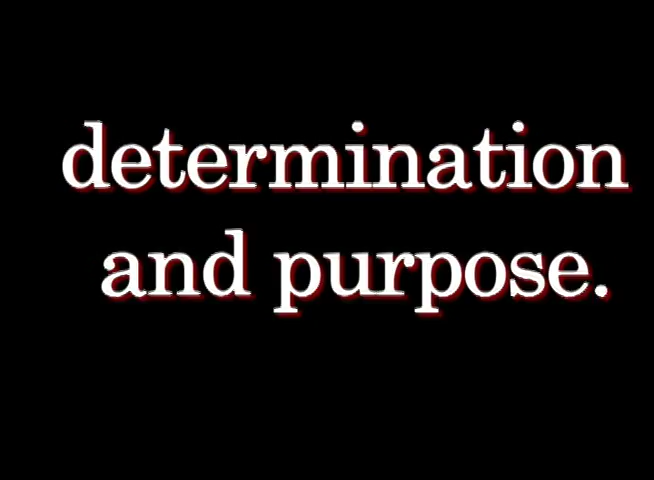 determination
and purpose.